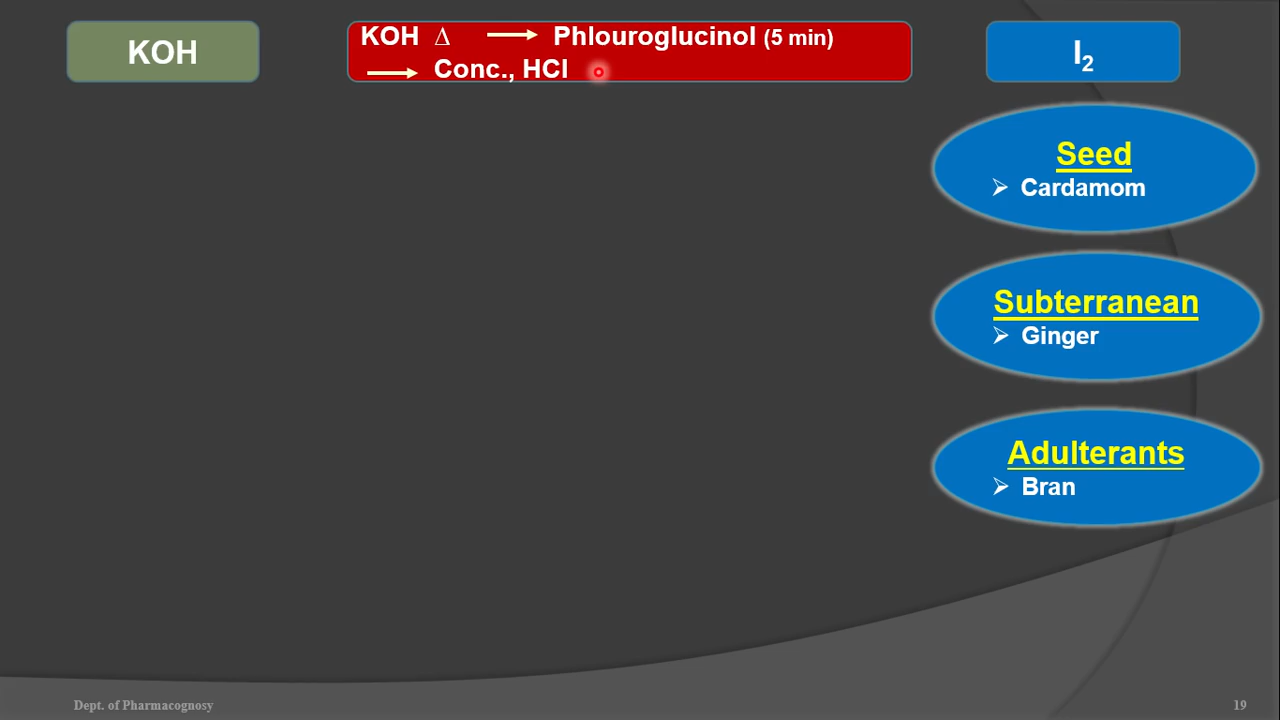 KOH
KOH Δ → Phlouroglucinol (5 min)
→ Conc., HCl
I₂
Seed
➢ Cardamom
Subterranean
➢ Ginger
Adulterants
➢ Bran
Dept. of Pharmacognosy
19